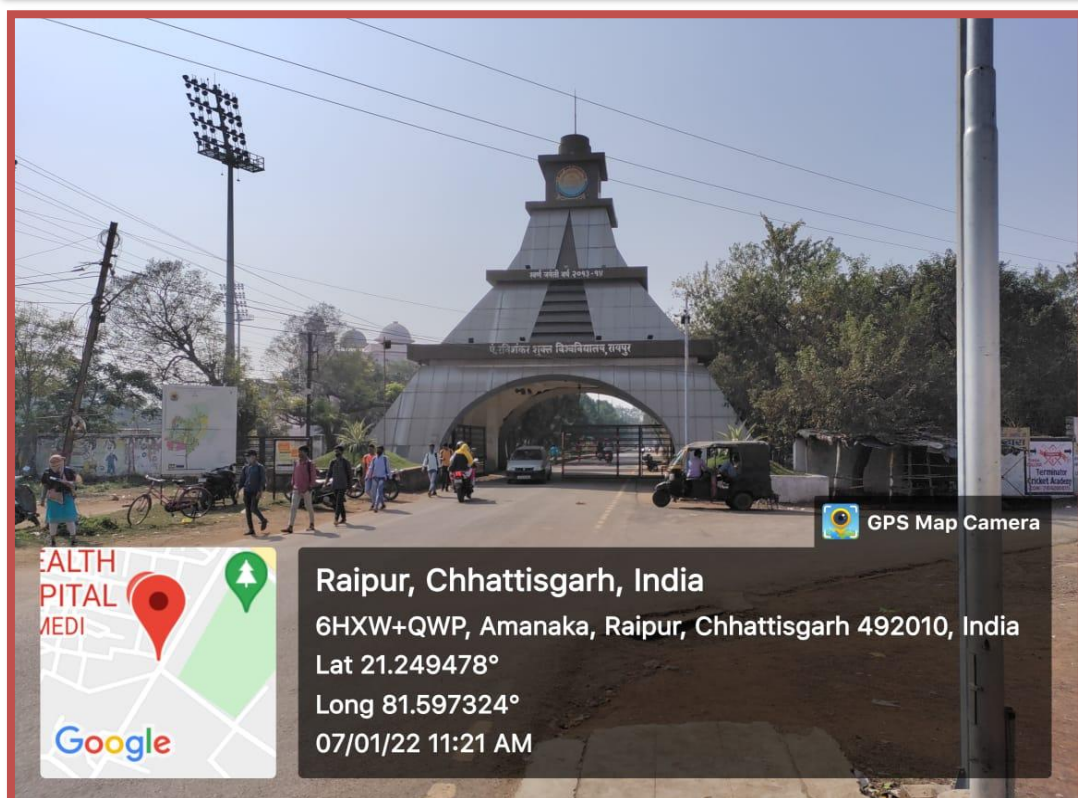 स्वर्ण जयंती वर्ष २०१३-१४
पं. रविशंकर शुक्ल विश्वविद्यालय, रायपुर
Terminator
Cricket Academy
GPS Map Camera
EALTH
PITAL
MEDI
Google
Raipur, Chhattisgarh, India
6HXW+QWP, Amanaka, Raipur, Chhattisgarh 492010, India
Lat 21.249478°
Long 81.597324°
07/01/22 11:21 AM